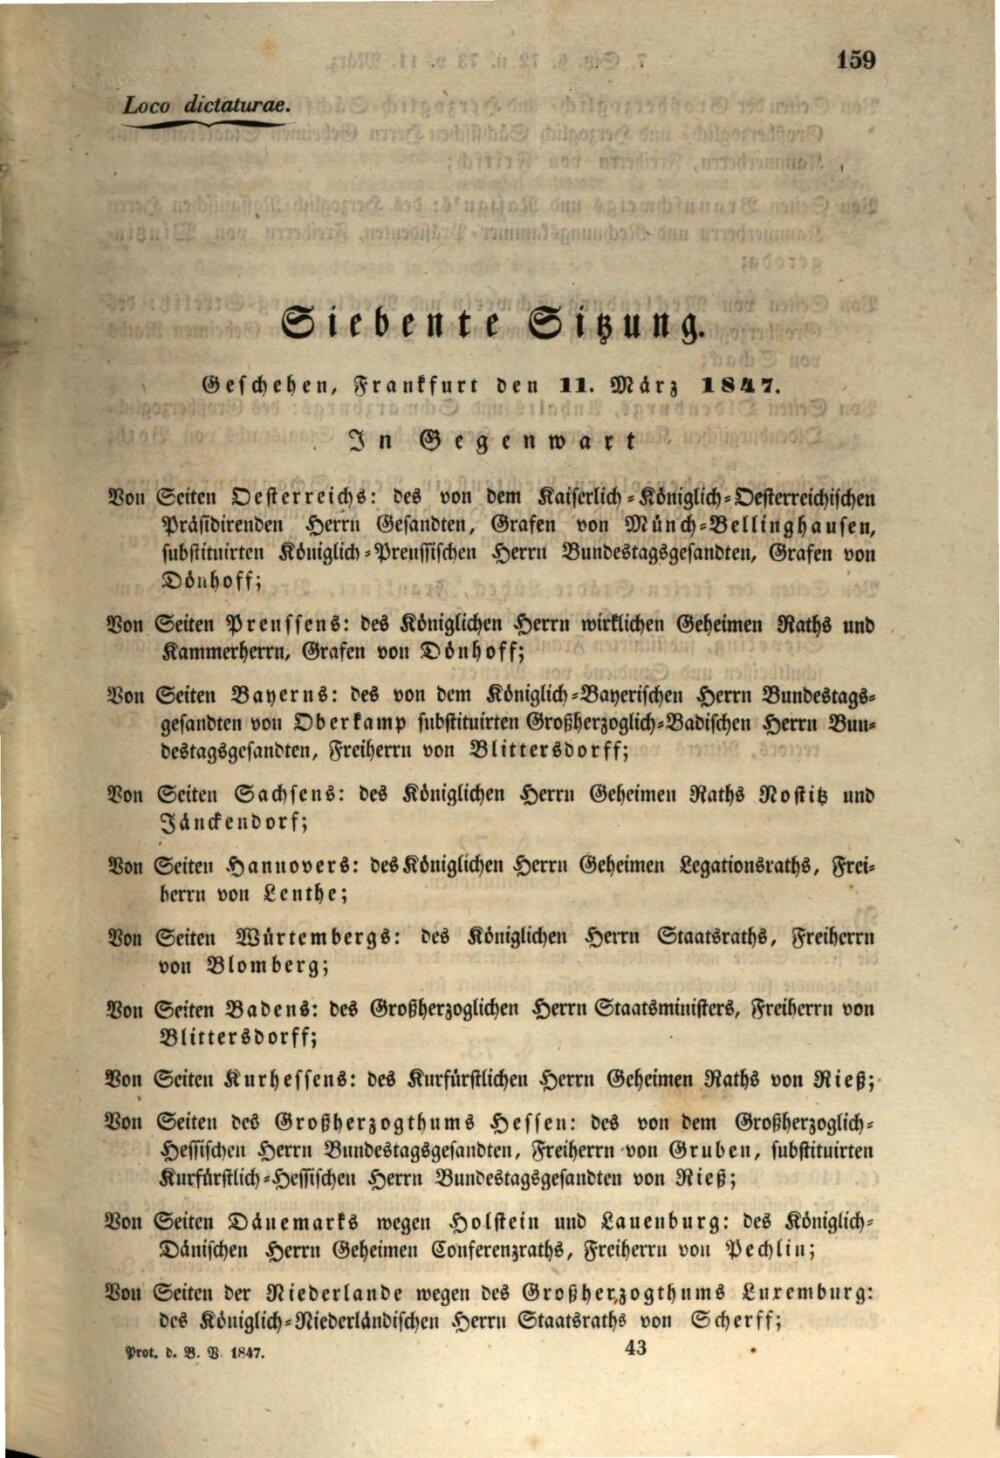 159
Loco dictaturae.
Siebente Sitzung.
Geschehen, Frankfurt den 11. März 1847.
In Gegenwart
Von Seiten Oesterreichs: des von dem Kaiserlich-Königlich-Oesterreichischen
Präsidirenden Herrn Gesandten, Grafen von Münch-Bellinghausen,
substituirten Königlich-Preussischen Herrn Bundestagsgesandten, Grafen von
Dönhoff;
Von Seiten Preussens: des Königlichen Herrn wirklichen Geheimen Raths und
Kammerherrn, Grafen von Dönhoff;
Von Seiten Bayerns: des von dem Königlich-Bayerischen Herrn Bundestags-
gesandten von Oberkamp substituirten Großherzoglich-Badischen Herrn Bun-
destagsgesandten, Freiherrn von Blittersdorff;
Von Seiten Sachsens: des Königlichen Herrn Geheimen Raths Nostitz und
Jänckendorf;
Von Seiten Hannovers: des Königlichen Herrn Geheimen Legationsraths, Frei-
herrn von Lenthe;
Von Seiten Würtembergs: des Königlichen Herrn Staatsraths, Freiherrn
von Blomberg;
Von Seiten Badens: des Großherzoglichen Herrn Staatsministers, Freiherrn von
Blittersdorff;
Von Seiten Kurhessens: des Kurfürstlichen Herrn Geheimen Raths von Rieß;
Von Seiten des Großherzogthums Hessen: des von dem Großherzoglich-
Hessischen Herrn Bundestagsgesandten, Freiherrn von Gruben, substituirten
Kurfürstlich-Hessischen Herrn Bundestagsgesandten von Rieß;
Von Seiten Dänemarks wegen Holstein und Lauenburg: des Königlich-
Dänischen Herrn Geheimen Conferenzraths, Freiherrn von Pechlin;
Von Seiten der Niederlande wegen des Großherzogthums Luxemburg:
des Königlich-Niederländischen Herrn Staatsraths von Scherff;
Prot. d. B. V. 1847. 43